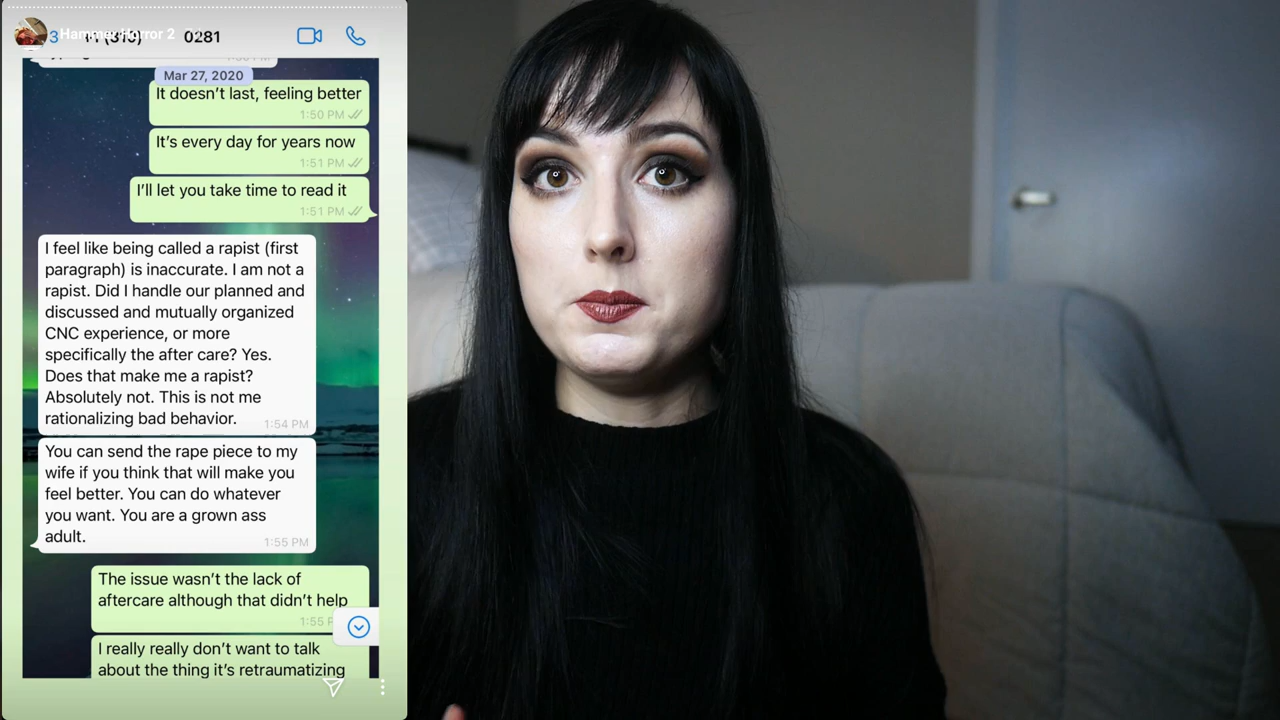 Hammer Horror 2
3
0281
Mar 27, 2020
It doesn't last, feeling better
1:50 PM
It's every day for years now
1:51 PM
I'll let you take time to read it
1:51 PM
I feel like being called a rapist (first
paragraph) is inaccurate. I am not a
rapist. Did I handle our planned and
discussed and mutually organized
CNC experience, or more
specifically the after care? Yes.
Does that make me a rapist?
Absolutely not. This is not me
rationalizing bad behavior.
1:54 PM
You can send the rape piece to my
wife if you think that will make you
feel better. You can do whatever
you want. You are a grown ass
adult.
1:55 PM
The issue wasn't the lack of
aftercare although that didn't help
1:55 P
I really really don't want to talk
about the thing it's retraumatizing